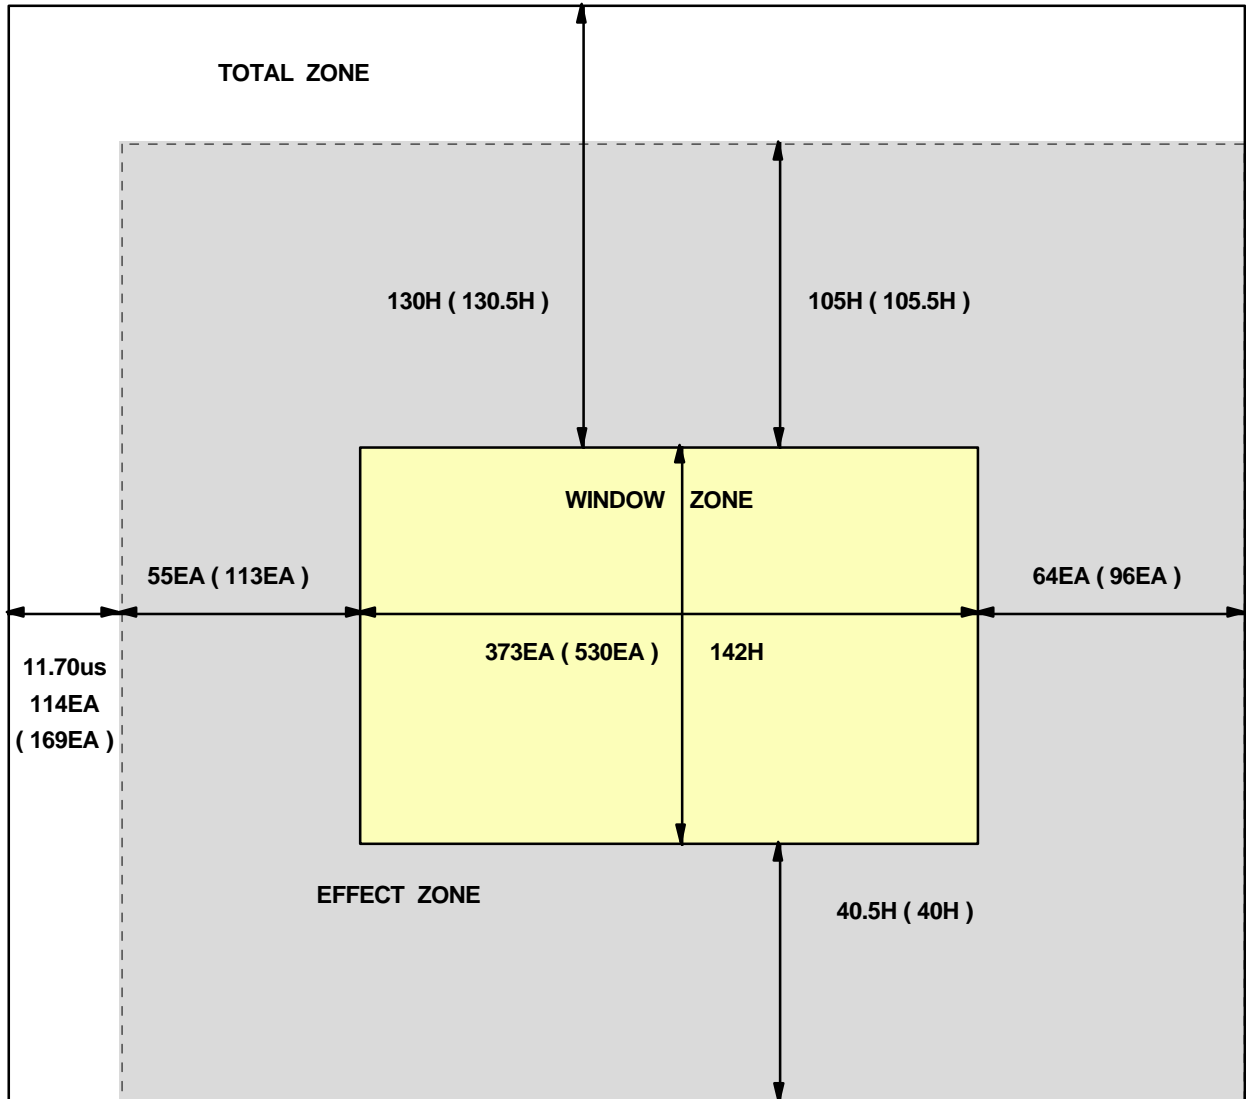 TOTAL ZONE
130H ( 130.5H )
105H ( 105.5H )
WINDOW ZONE
55EA ( 113EA )
64EA ( 96EA )
373EA ( 530EA )
142H
11.70us
114EA
( 169EA )
EFFECT ZONE
40.5H ( 40H )